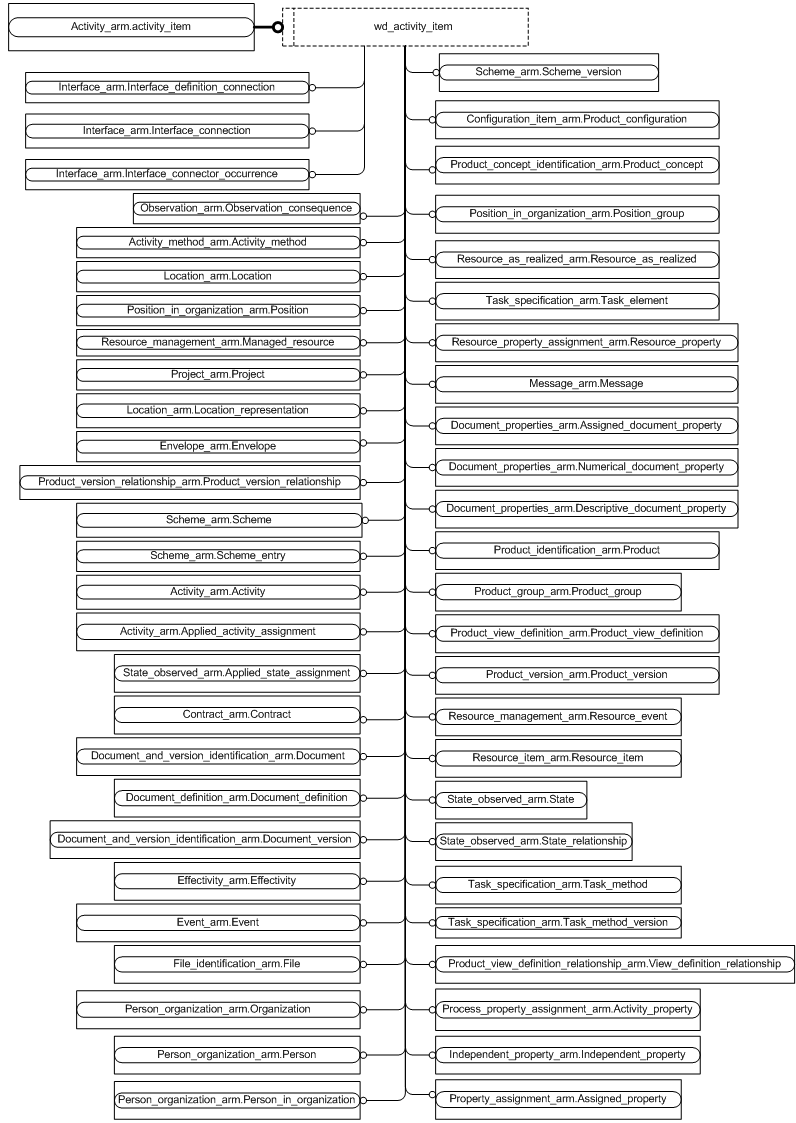 Activity_arm.activity_item
wd_activity_item
Interface_arm.Interface_definition_connection
Interface_arm.Interface_connection
Interface_arm.Interface_connector_occurrence
Observation_arm.Observation_consequence
Activity_method_arm.Activity_method
Location_arm.Location
Position_in_organization_arm.Position
Resource_management_arm.Managed_resource
Project_arm.Project
Location_arm.Location_representation
Envelope_arm.Envelope
Product_version_relationship_arm.Product_version_relationship
Scheme_arm.Scheme
Scheme_arm.Scheme_entry
Activity_arm.Activity
Activity_arm.Applied_activity_assignment
State_observed_arm.Applied_state_assignment
Contract_arm.Contract
Document_and_version_identification_arm.Document
Document_definition_arm.Document_definition
Document_and_version_identification_arm.Document_version
Effectivity_arm.Effectivity
Event_arm.Event
File_identification_arm.File
Person_organization_arm.Organization
Person_organization_arm.Person
Person_organization_arm.Person_in_organization
Scheme_arm.Scheme_version
Configuration_item_arm.Product_configuration
Product_concept_identification_arm.Product_concept
Position_in_organization_arm.Position_group
Resource_as_realized_arm.Resource_as_realized
Task_specification_arm.Task_element
Resource_property_assignment_arm.Resource_property
Message_arm.Message
Document_properties_arm.Assigned_document_property
Document_properties_arm.Numerical_document_property
Document_properties_arm.Descriptive_document_property
Product_identification_arm.Product
Product_group_arm.Product_group
Product_view_definition_arm.Product_view_definition
Product_version_arm.Product_version
Resource_management_arm.Resource_event
Resource_item_arm.Resource_item
State_observed_arm.State
State_observed_arm.State_relationship
Task_specification_arm.Task_method
Task_specification_arm.Task_method_version
Product_view_definition_relationship_arm.View_definition_relationship
Process_property_assignment_arm.Activity_property
Independent_property_arm.Independent_property
Property_assignment_arm.Assigned_property